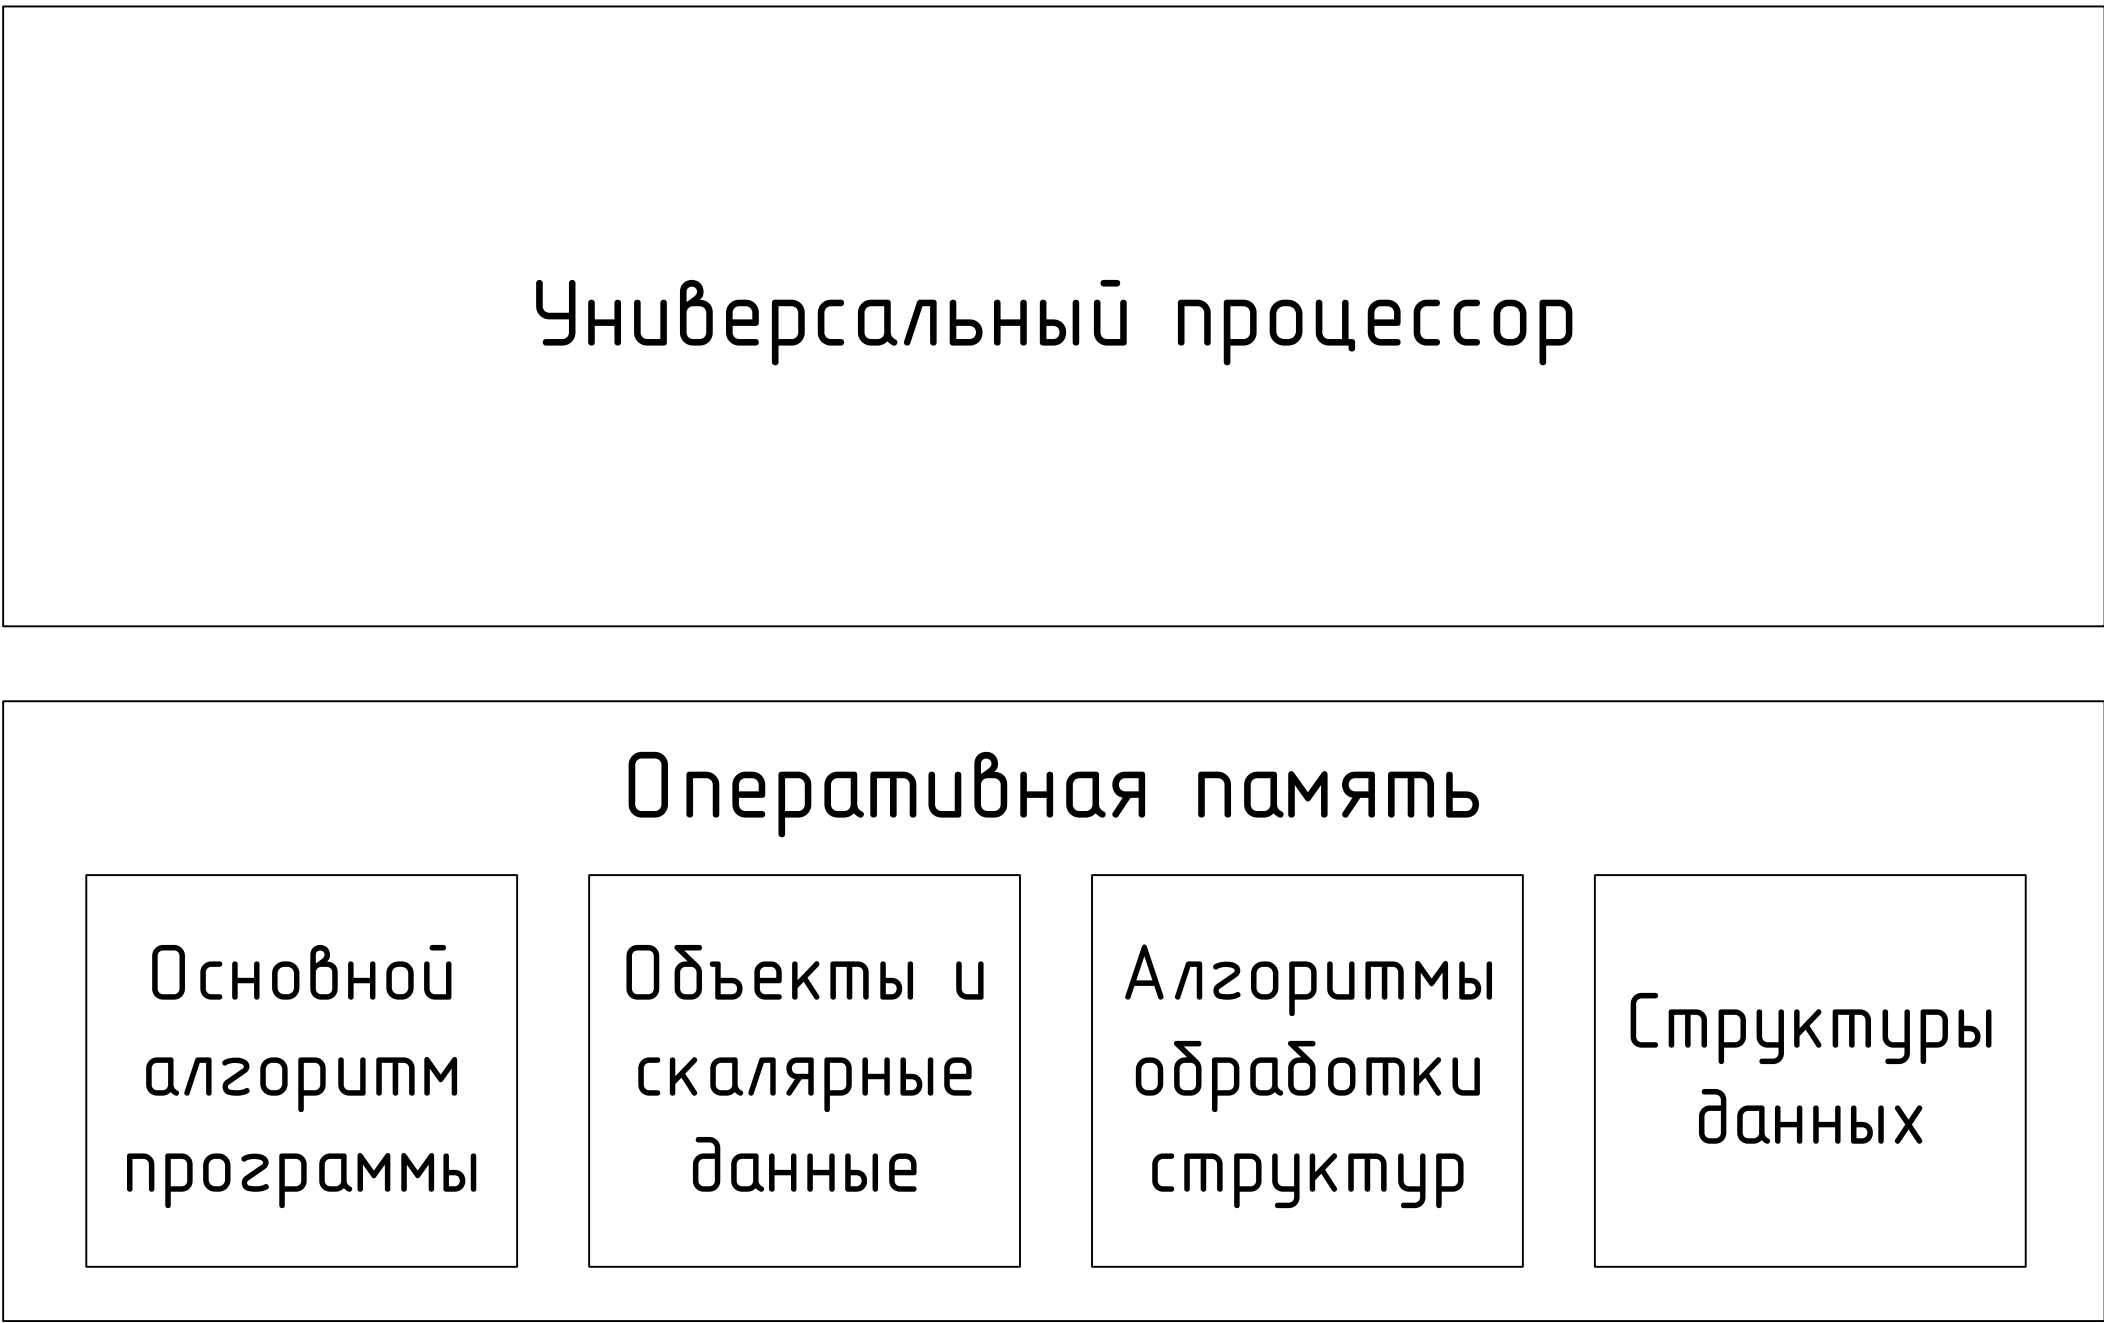 Универсальный процессор
Оперативная память
Основной
алгоритм
программы
Объекты и
скалярные
данные
Алгоритмы
обработки
структур
Структуры
данных